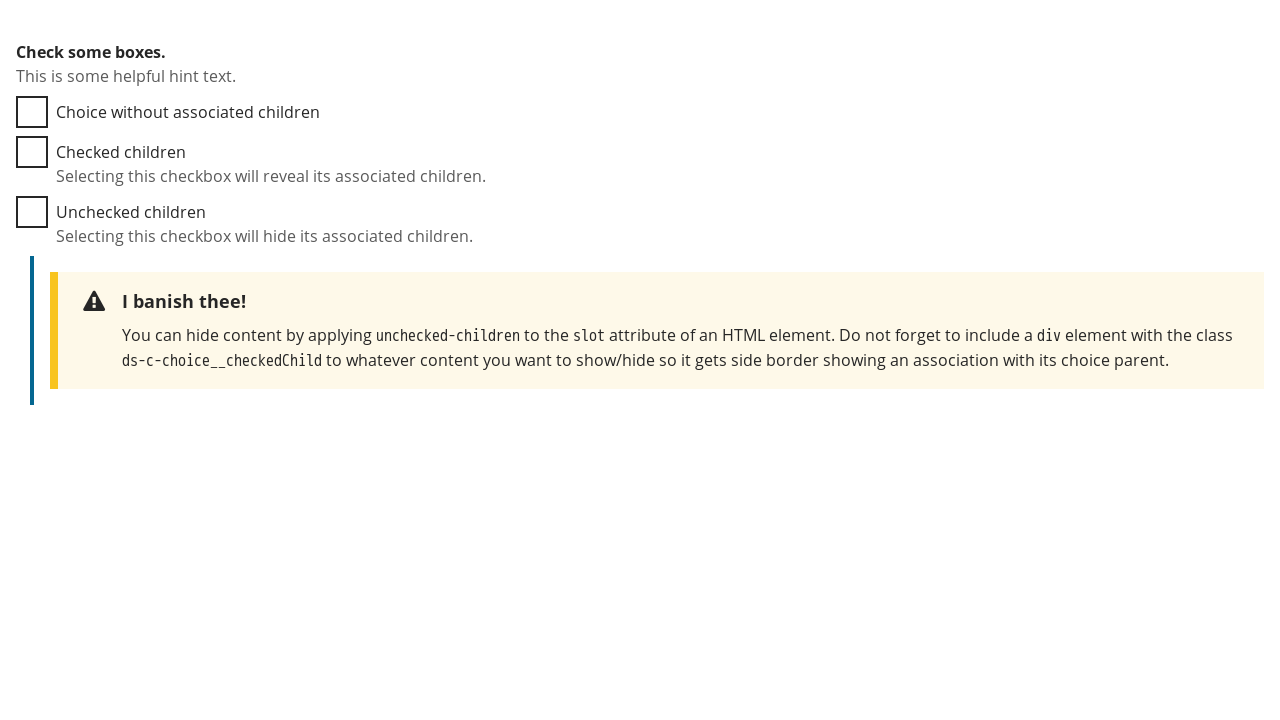 Check some boxes.
This is some helpful hint text.
Choice without associated children
Checked children
Selecting this checkbox will reveal its associated children.
Unchecked children
Selecting this checkbox will hide its associated children.
I banish thee!
You can hide content by applying unchecked-children to the slot attribute of an HTML element. Do not forget to include a div element with the class
ds-c-choice__checkedChild to whatever content you want to show/hide so it gets side border showing an association with its choice parent.